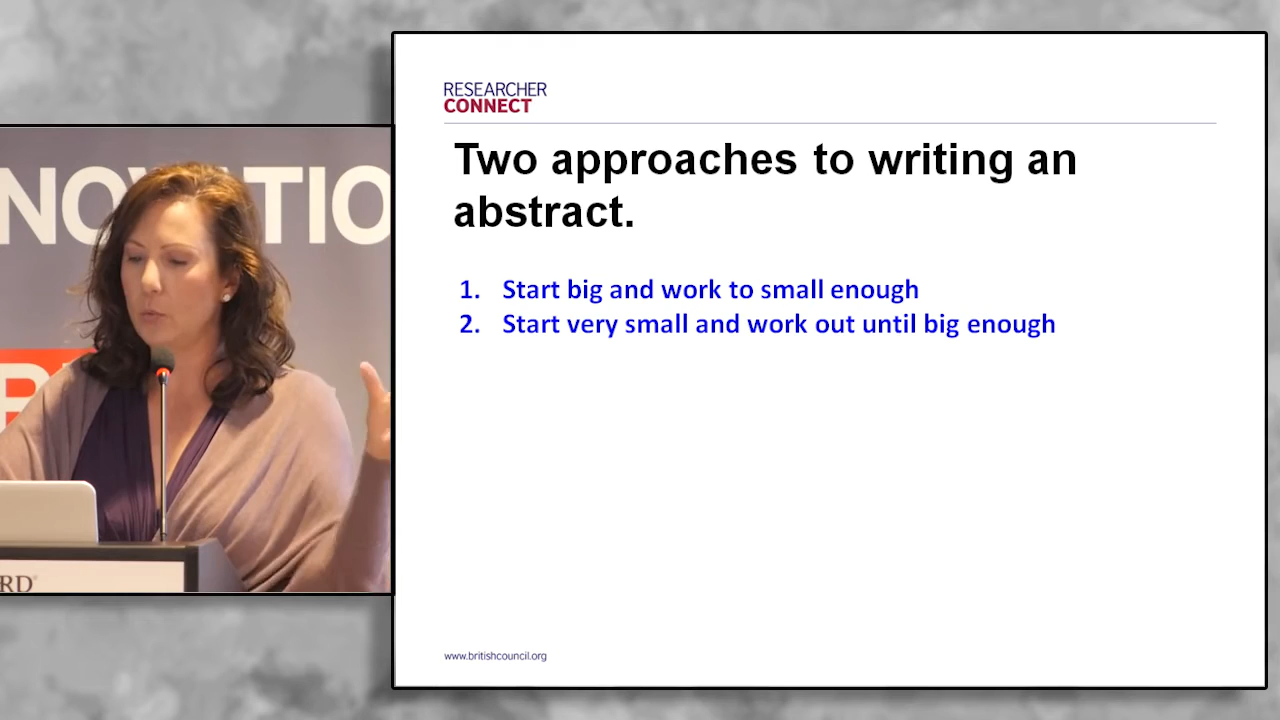 RESEARCHER
CONNECT
Two approaches to writing an
abstract.
1. Start big and work to small enough
2. Start very small and work out until big enough
www.britishcouncil.org